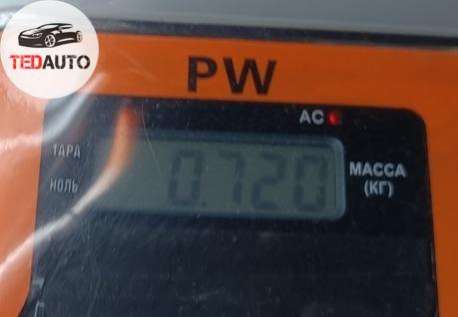 TEDAUTO
PW
AC
ТАРА
НОЛЬ
0.720
МАССА
(КГ)